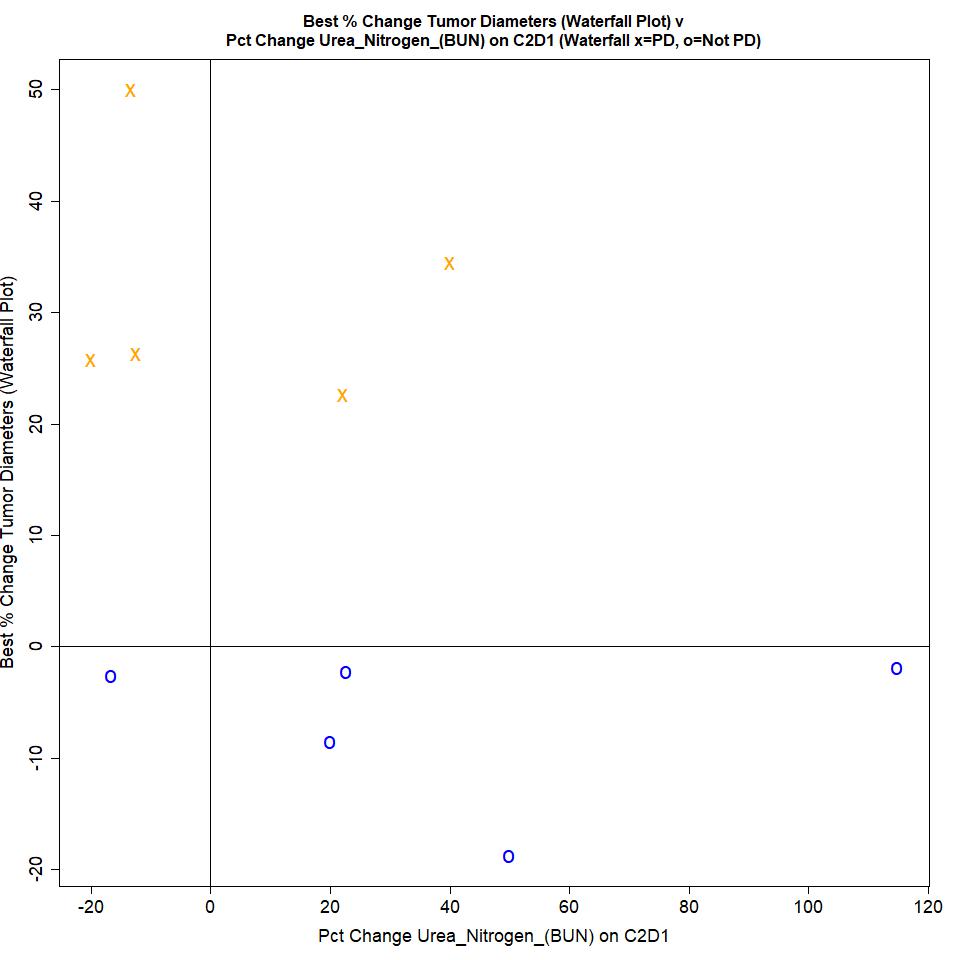 Best % Change Tumor Diameters (Waterfall Plot) v
Pct Change Urea_Nitrogen_(BUN) on C2D1 (Waterfall x=PD, o=Not PD)
Best % Change Tumor Diameters (Waterfall Plot)
50
40
30
20
10
0
-10
-20
X
X
X
X
X
O
O
O
O
O
-20 0 20 40 60 80 100 120
Pct Change Urea_Nitrogen_(BUN) on C2D1